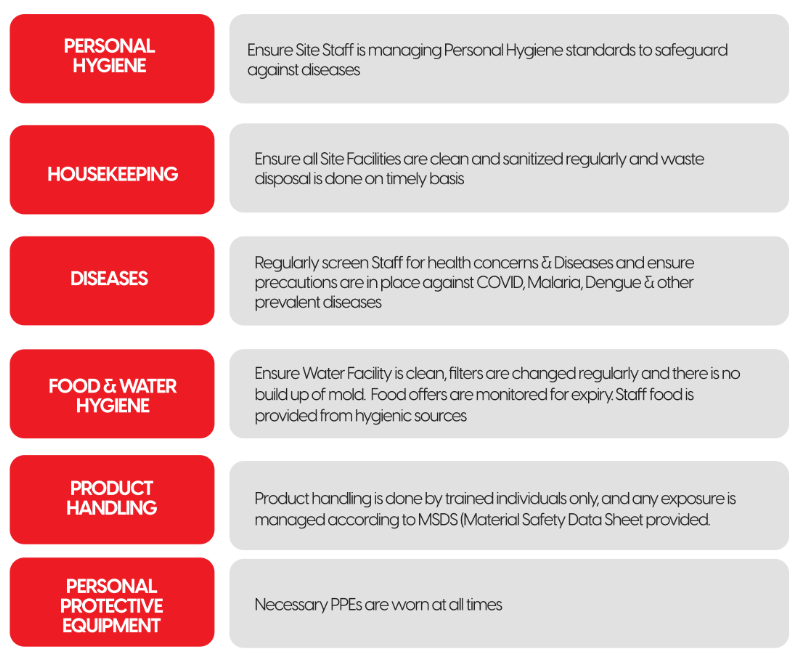 PERSONAL
HYGIENE
Ensure Site Staff is managing Personal Hygiene standards to safeguard
against diseases
HOUSEKEEPING
Ensure all Site Facilities are clean and sanitized regularly and waste
disposal is done on timely basis
DISEASES
Regularly screen Staff for health concerns & Diseases and ensure
precautions are in place against COVID, Malaria, Dengue & other
prevalent diseases
FOOD & WATER
HYGIENE
Ensure Water Facility is clean, filters are changed regularly and there is no
build up of mold. Food offers are monitored for expiry. Staff food is
provided from hygienic sources
PRODUCT
HANDLING
Product handling is done by trained individuals only, and any exposure is
managed according to MSDS (Material Safety Data Sheet provided.
PERSONAL
PROTECTIVE
EQUIPMENT
Necessary PPEs are worn at all times